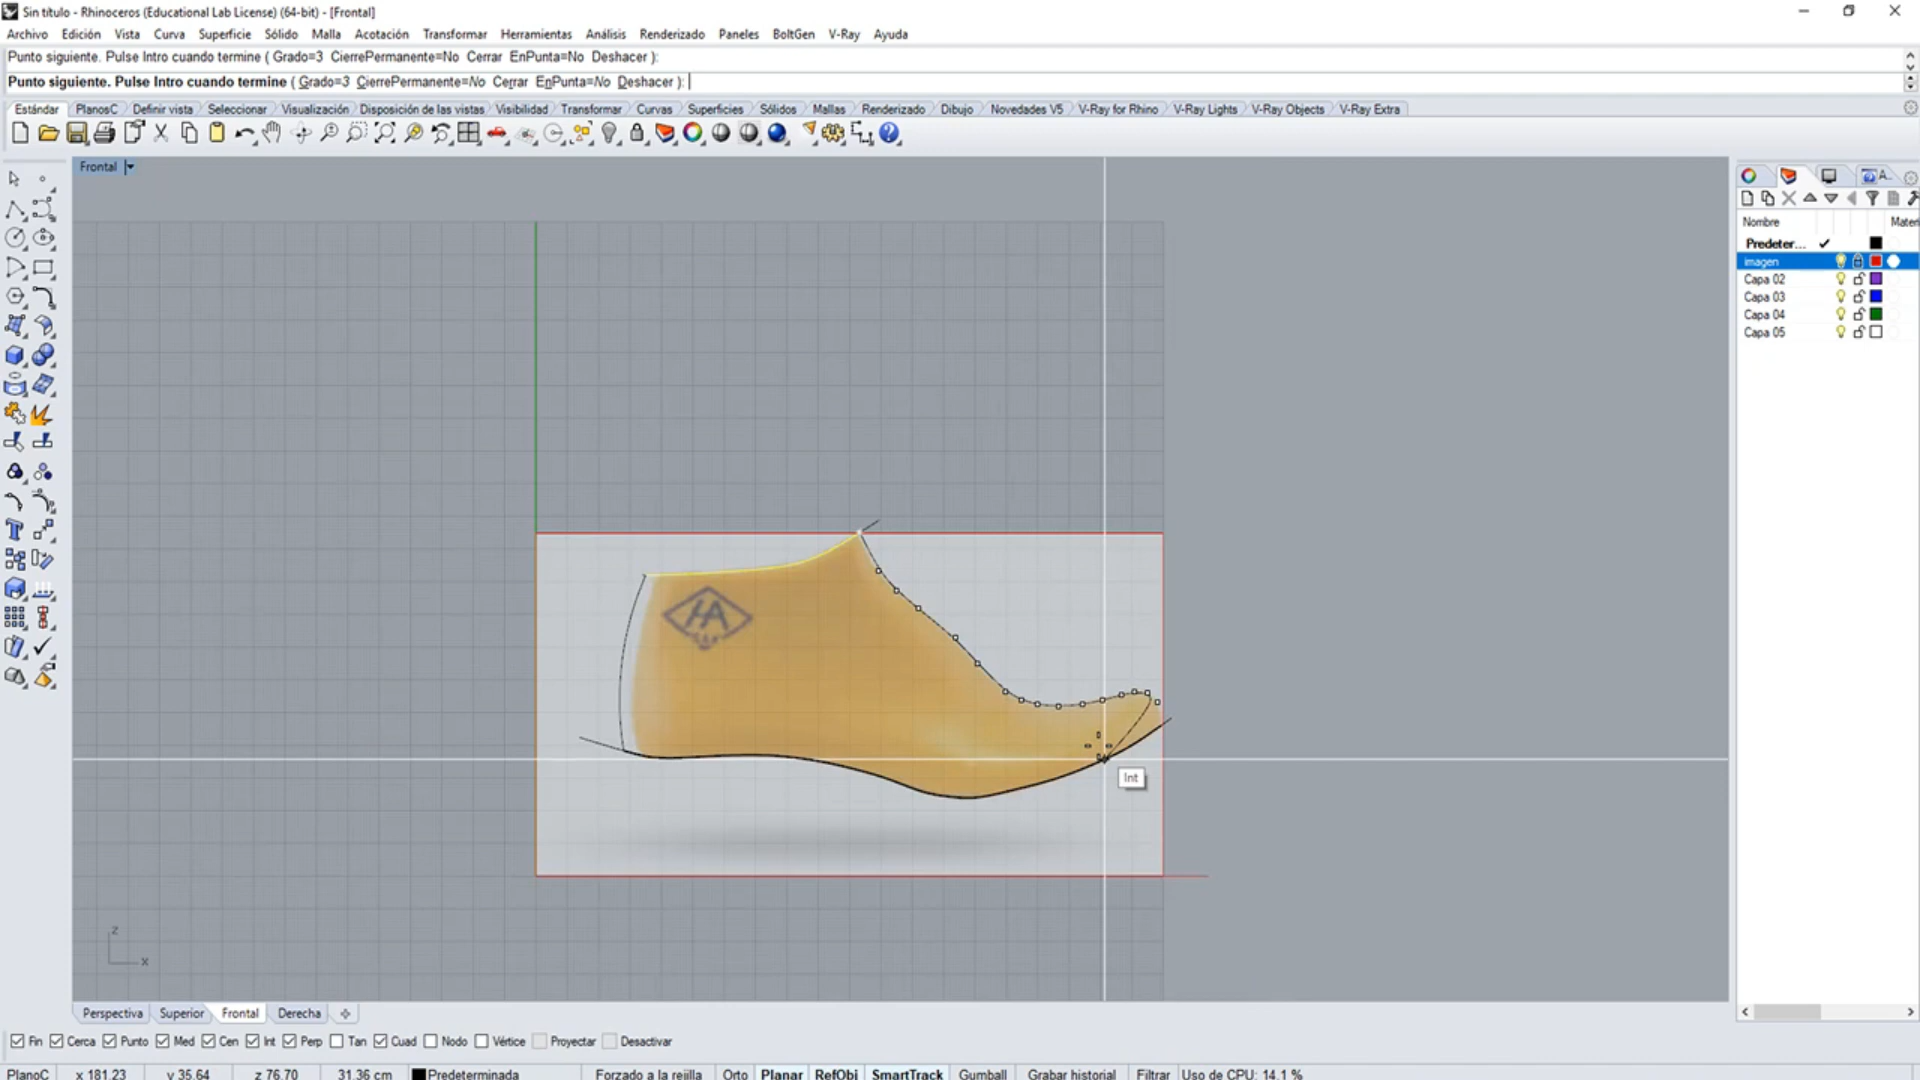 Sin título - Rhinoceros (Educational Lab License) (64-bit) - [Frontal]
Archivo Edición Vista Curva Superficie Sólido Malla Acotación Transformar Herramientas Análisis Renderizado Paneles BoltGen V-Ray Ayuda
Punto siguiente. Pulse Intro cuando termine ( Grado=3 CierrePermanente=No Cerrar EnPunta=No Deshacer ):
Punto siguiente. Pulse Intro cuando termine ( Grado=3 CierrePermanente=No Cerrar EnPunta=No Deshacer ):
Estándar PlanosC Definir vista Seleccionar Visualización Disposición de las vistas Visibilidad Transformar Curvas Superficies Sólidos Mallas Renderizado Dibujo Novedades V5 V-Ray for Rhino V-Ray Lights V-Ray Objects V-Ray Extra
Frontal
A...
Nombre Materi
Predeter...
imagen
Capa 02
Capa 03
Capa 04
Capa 05
HA
Int
z
x
Perspectiva Superior Frontal Derecha
Fin Cerca Punto Med Cen Int Perp Tan Cuad Nodo Vértice Proyectar Desactivar
PlanoC x 181.23 y 35.64 z 76.70 31.36 cm Predeterminada Forzado a la rejilla Orto Planar RefObj SmartTrack Gumball Grabar historial Filtrar Uso de CPU: 14.1 %